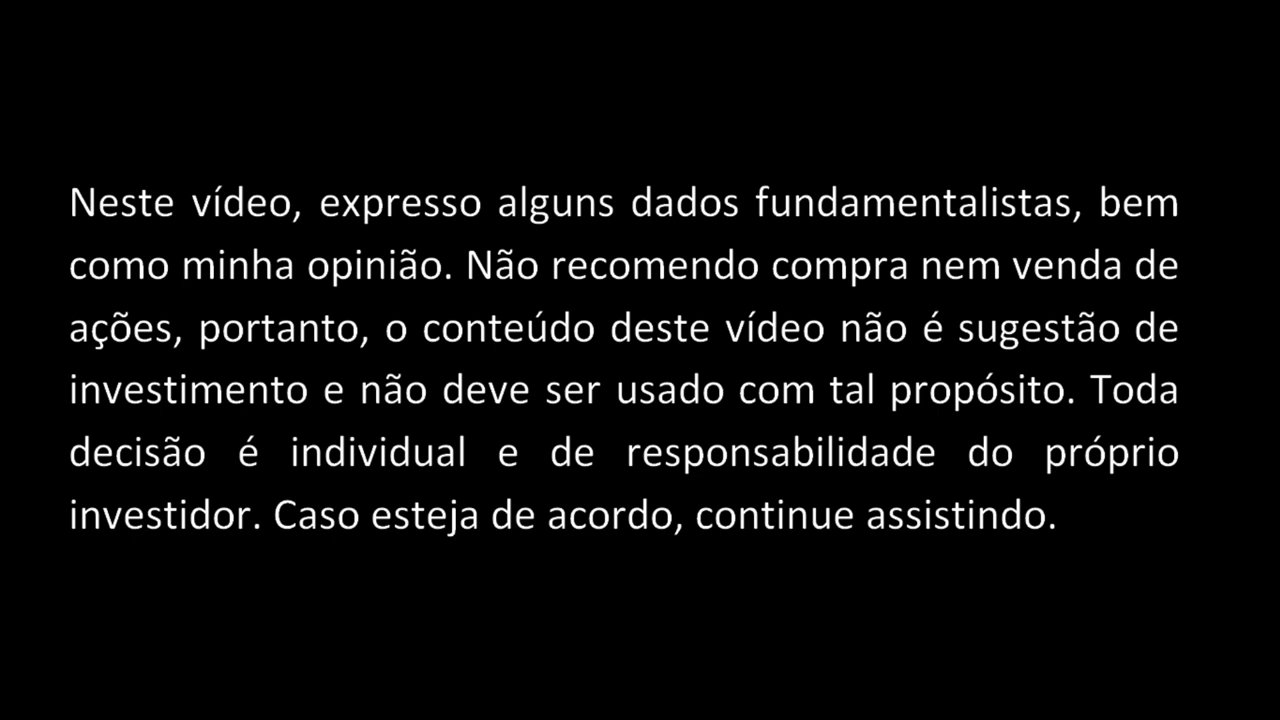 Neste vídeo, expresso alguns dados fundamentalistas, bem
como minha opinião. Não recomendo compra nem venda de
ações, portanto, o conteúdo deste vídeo não é sugestão de
investimento e não deve ser usado com tal propósito. Toda
decisão é individual e de responsabilidade do próprio
investidor. Caso esteja de acordo, continue assistindo.